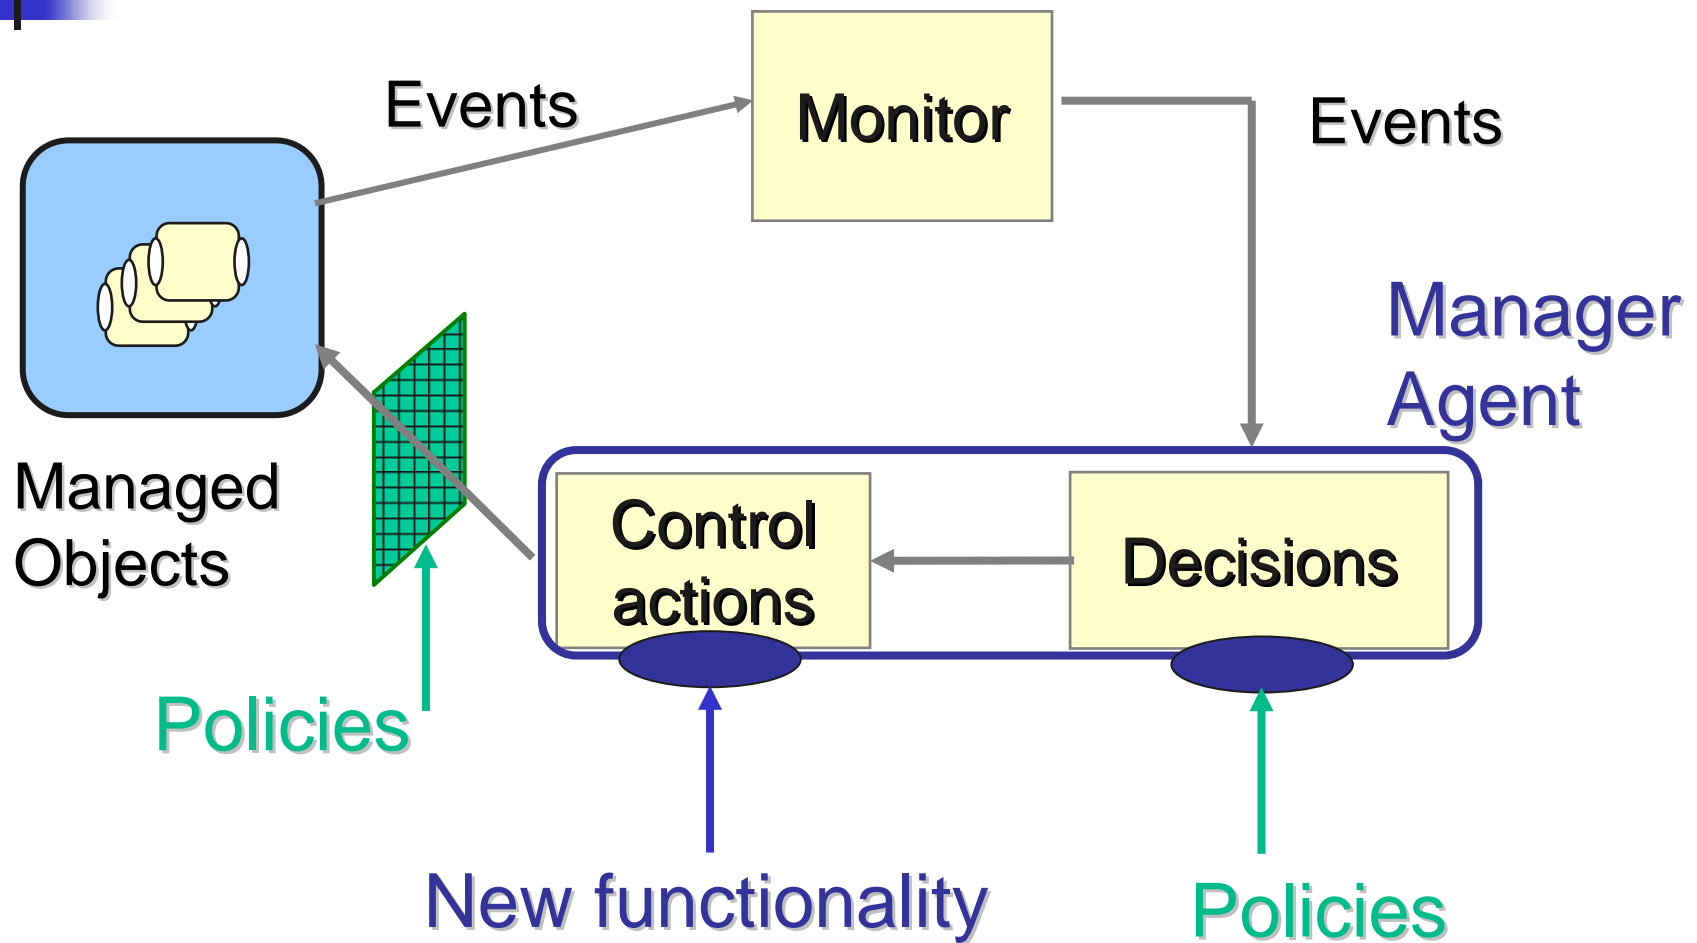 Events
Monitor
Events
Manager
Agent
Managed
Objects
Control
actions
Decisions
Policies
New functionality
Policies